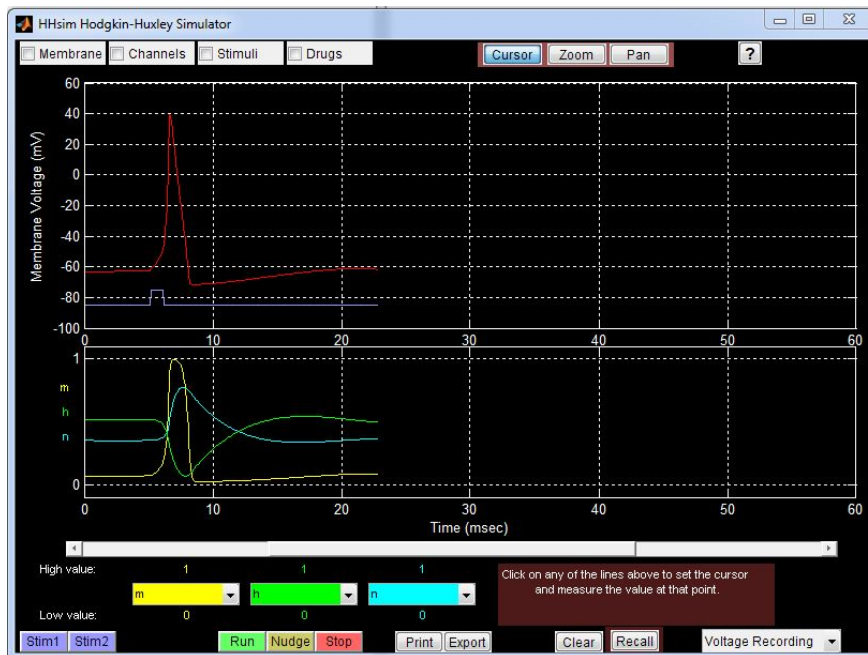 HHsim Hodgkin-Huxley Simulator
Membrane Channels Stimuli Drugs Cursor Zoom Pan ?
60
40
20
0
-20
-40
-60
-80
-100
Membrane Voltage (mV)
0 10 20 30 40 50 60
1
m
h
n
0
0 10 20 30 40 50 60
Time (msec)
High value: 1 1 1
m h n
Low value: 0 0 0
Click on any of the lines above to set the cursor
and measure the value at that point.
Stim1 Stim2 Run Nudge Stop Print Export Clear Recall Voltage Recording